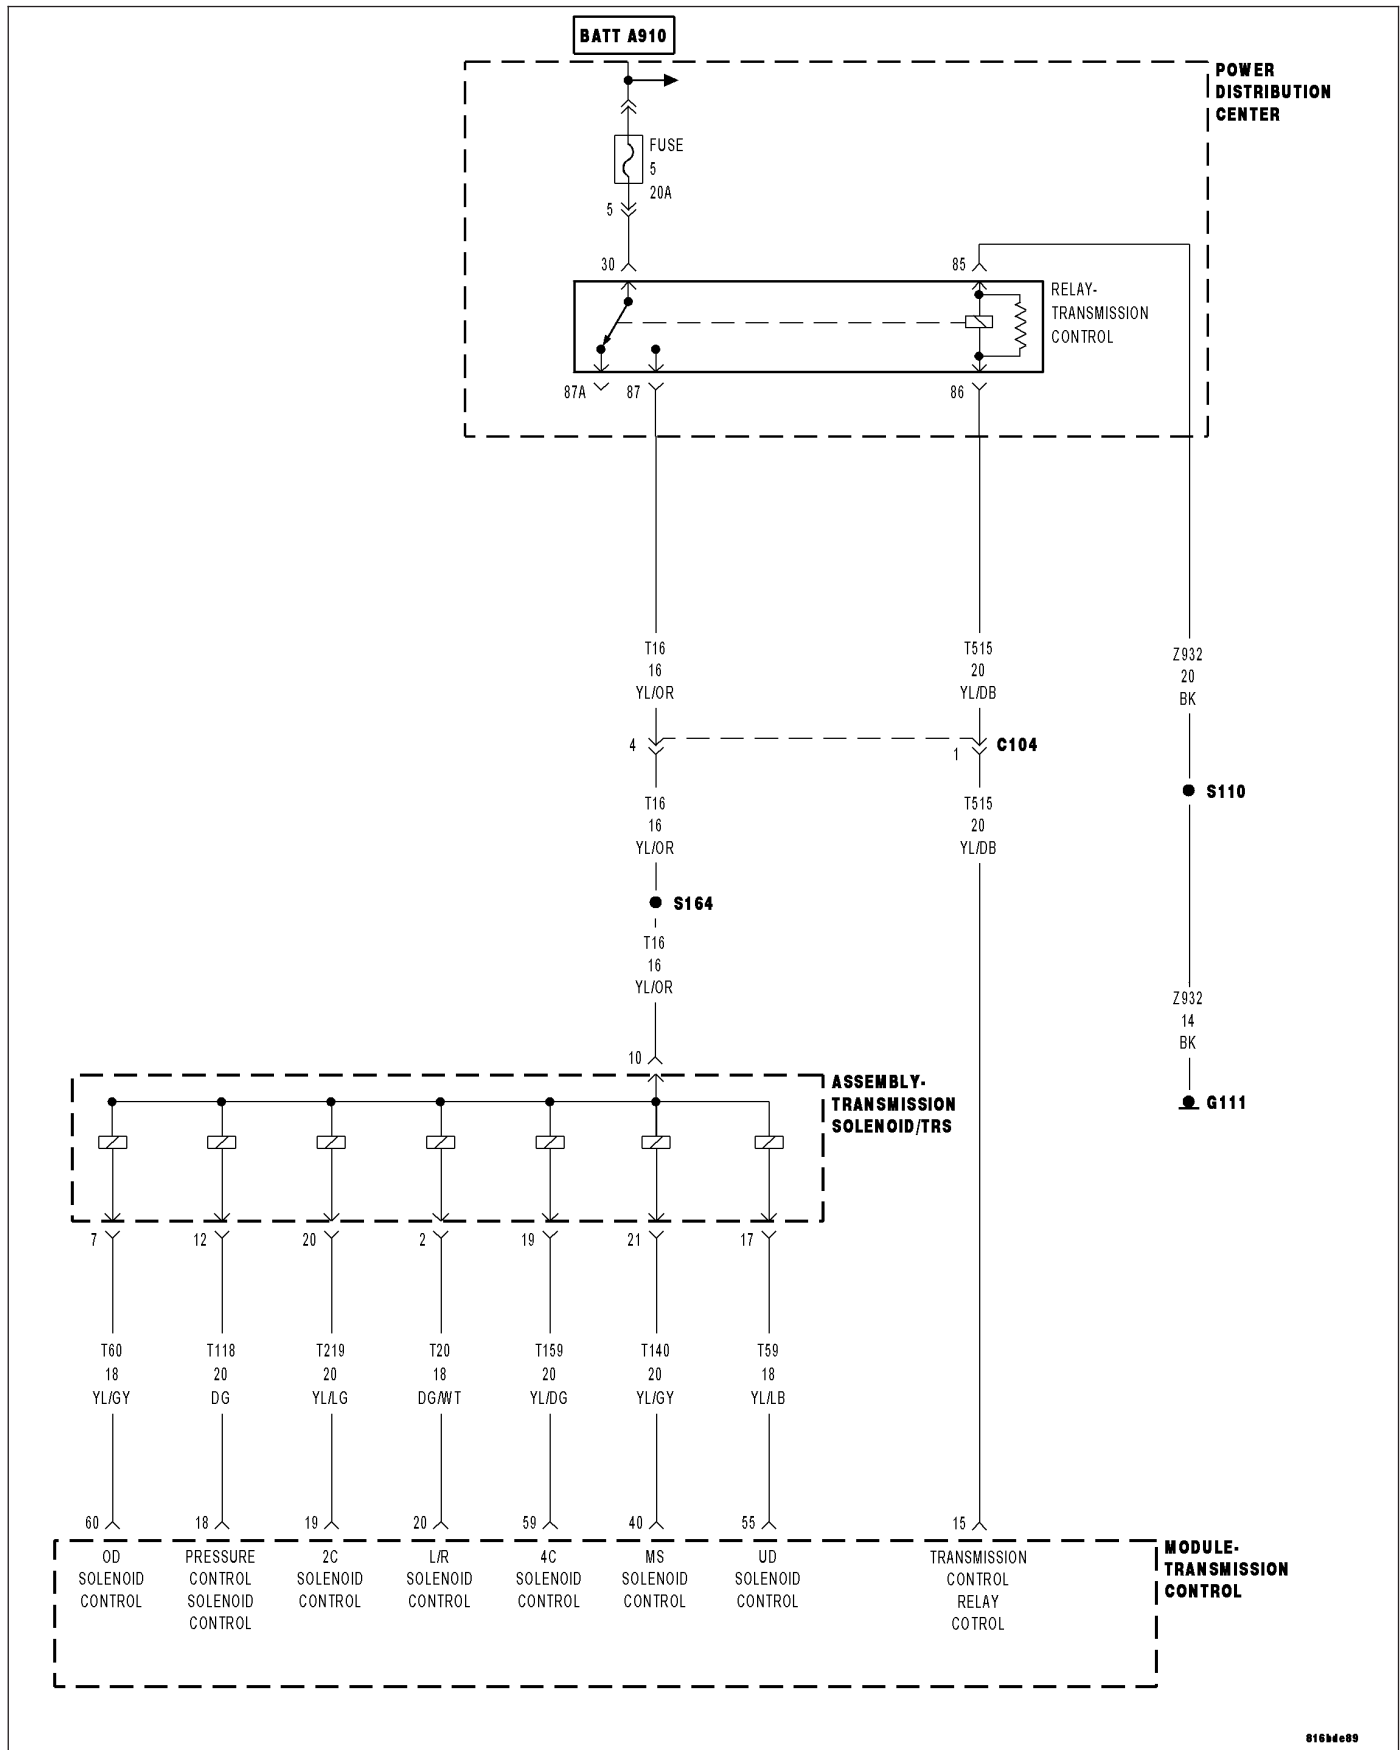 BATT A910
POWER
DISTRIBUTION
CENTER
FUSE
5
20A
5
30
85
RELAY-
TRANSMISSION
CONTROL
87A
87
86
T16
16
YL/OR
T515
20
YL/DB
Z932
20
BK
4
1
C104
S110
T16
16
YL/OR
T515
20
YL/DB
S164
T16
16
YL/OR
Z932
14
BK
10
G111
ASSEMBLY-
TRANSMISSION
SOLENOID/TRS
7
12
20
2
19
21
17
T60
18
YL/GY
T118
20
DG
T219
20
YL/LG
T20
18
DG/WT
T159
20
YL/DG
T140
20
YL/GY
T59
18
YL/LB
60
18
19
20
59
40
55
15
OD
SOLENOID
CONTROL
PRESSURE
CONTROL
SOLENOID
CONTROL
2C
SOLENOID
CONTROL
L/R
SOLENOID
CONTROL
4C
SOLENOID
CONTROL
MS
SOLENOID
CONTROL
UD
SOLENOID
CONTROL
TRANSMISSION
CONTROL
RELAY
COTROL
MODULE-
TRANSMISSION
CONTROL
816bde89